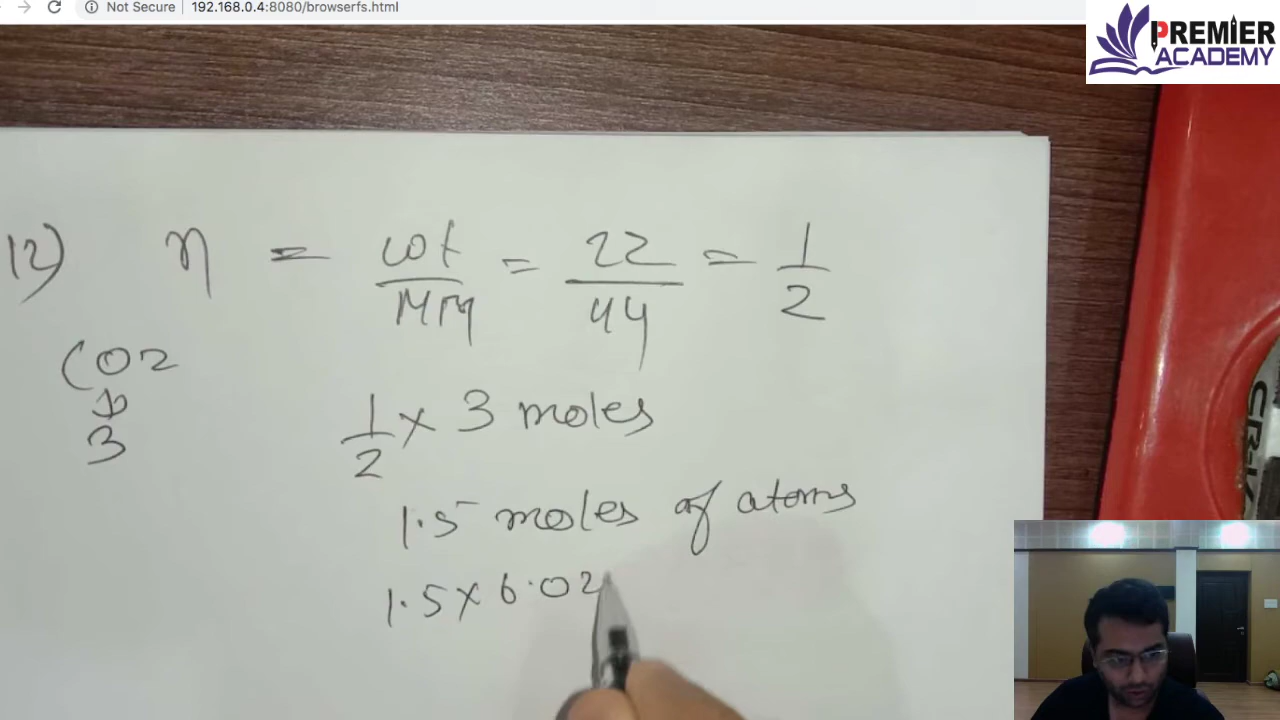 Not Secure 192.168.0.4:8080/browserfs.html
PREMIER
ACADEMY
12) η = wt/MM = 22/44 = 1/2
CO2
↓
3
1/2 × 3 moles
1.5 moles of atoms
1.5 × 6.02